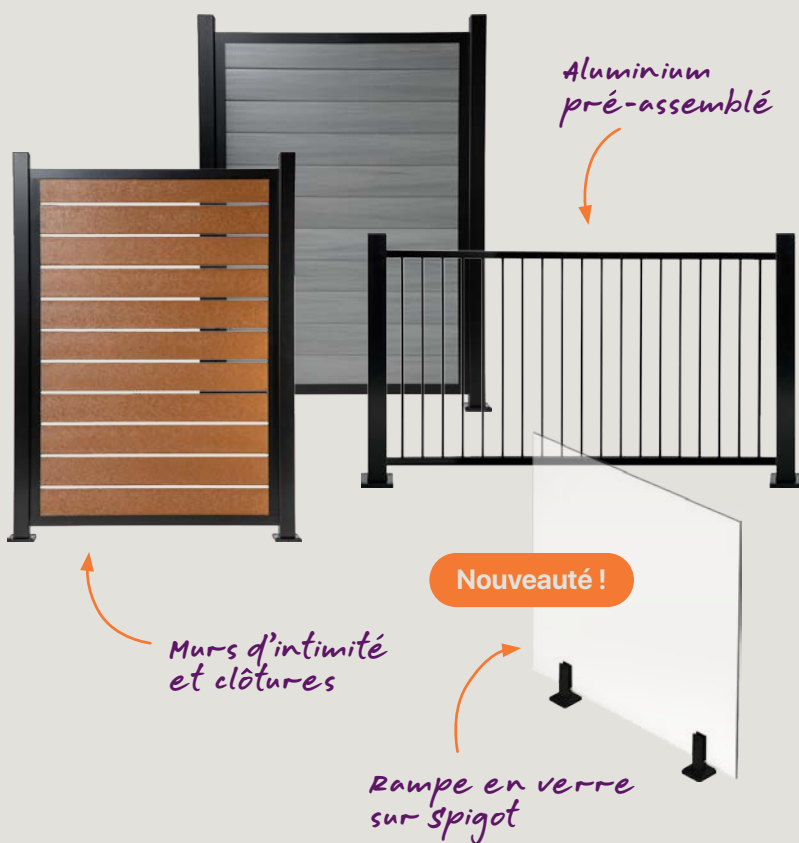 Aluminium
pré-assemblé
Nouveauté !
Murs d'intimité
et clôtures
Rampe en verre
sur Spigot